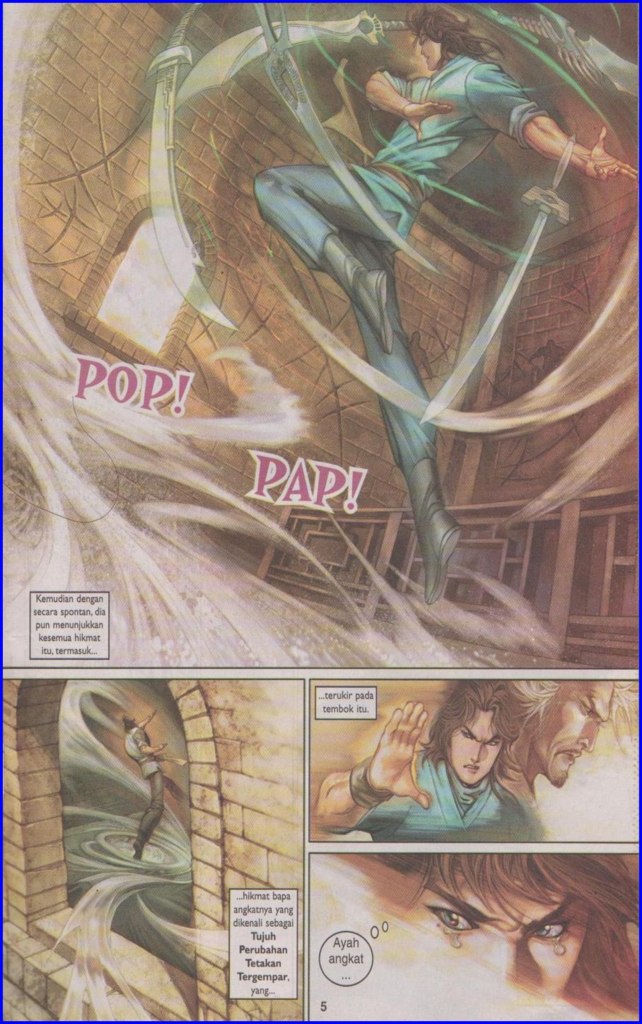 POP!
PAP!
Kemudian dengan
secara spontan, dia
pun menunjukkan
kesemua hikmat
itu, termasuk...
...hikmat bapa
angkatnya yang
dikenali sebagai
Tujuh
Perubahan
Tetakan
Tergempar,
yang...
...terukir pada
tembok itu.
Ayah
angkat
...
5